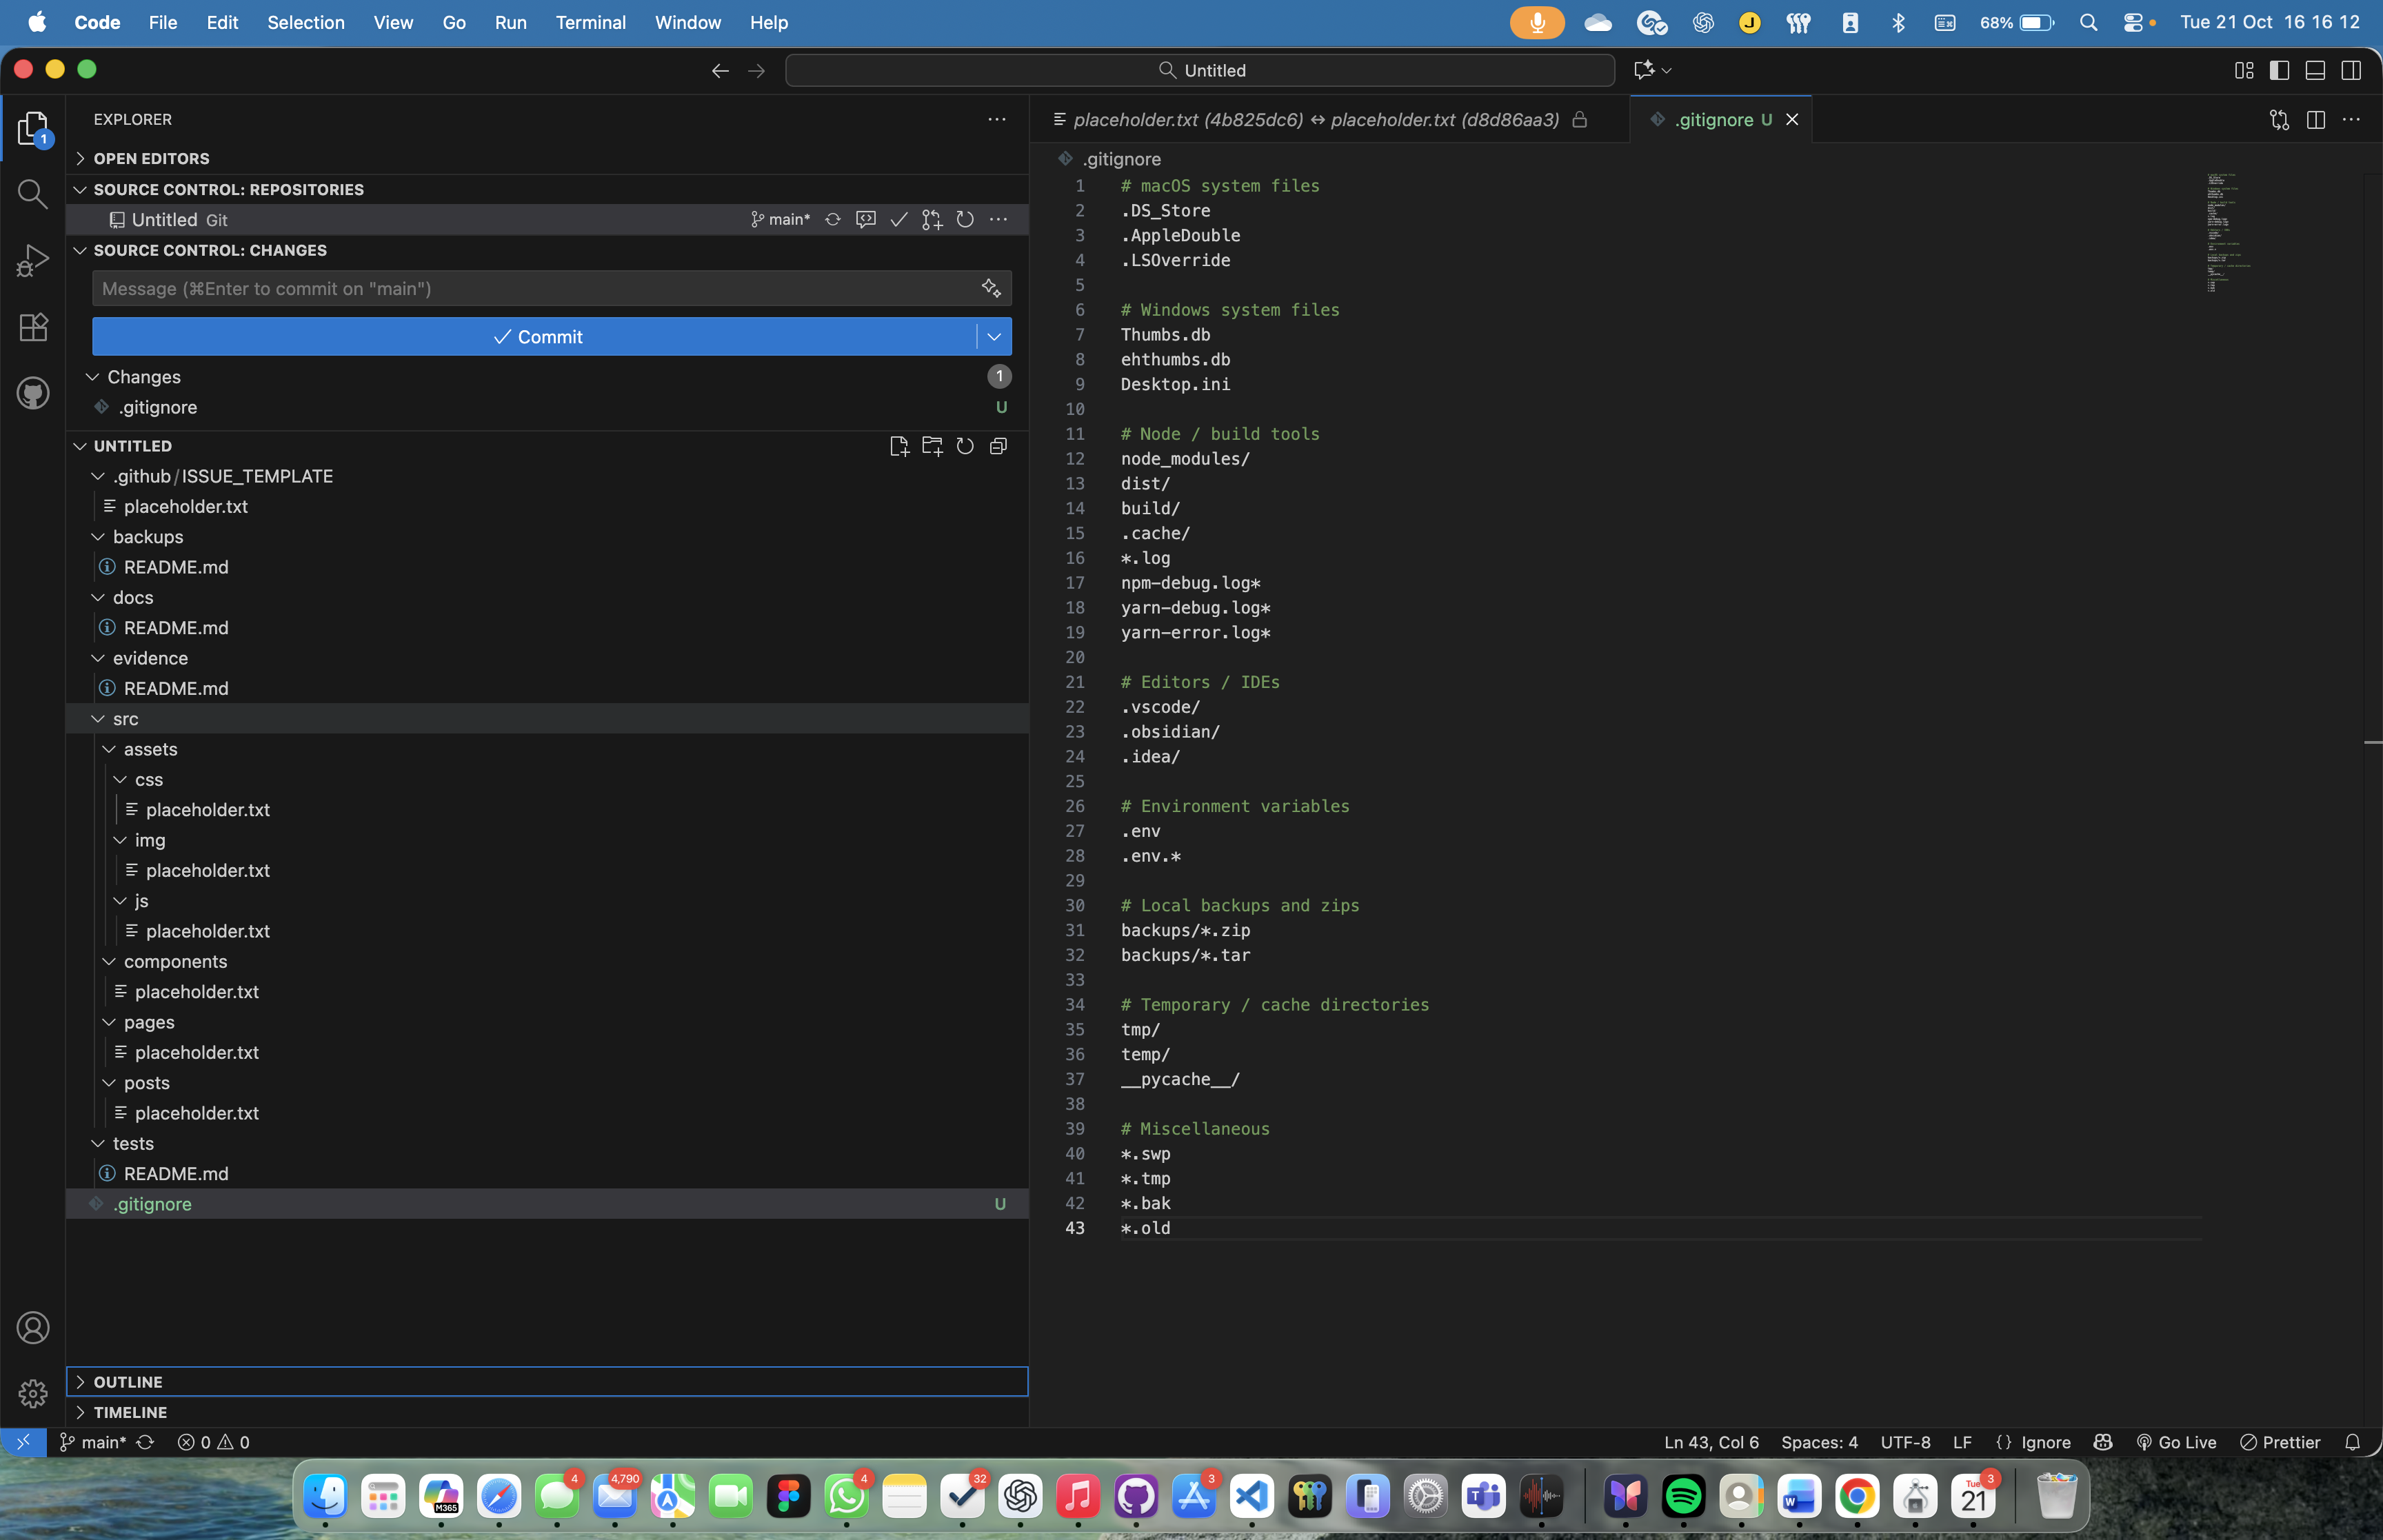 Code File Edit Selection View Go Run Terminal Window Help
J
68%
Tue 21 Oct 16 16 12
Untitled
1
EXPLORER
OPEN EDITORS
SOURCE CONTROL: REPOSITORIES
Untitled Git main*
SOURCE CONTROL: CHANGES
Message (⌘Enter to commit on "main")
Commit
Changes 1
.gitignore U
UNTITLED
.github/ISSUE_TEMPLATE
placeholder.txt
backups
README.md
docs
README.md
evidence
README.md
src
assets
css
placeholder.txt
img
placeholder.txt
js
placeholder.txt
components
placeholder.txt
pages
placeholder.txt
posts
placeholder.txt
tests
README.md
.gitignore U
OUTLINE
TIMELINE
placeholder.txt (4b825dc6) ↔ placeholder.txt (d8d86aa3)
.gitignore U
.gitignore
1 # macOS system files
2 .DS_Store
3 .AppleDouble
4 .LSOverride
5
6 # Windows system files
7 Thumbs.db
8 ehthumbs.db
9 Desktop.ini
10
11 # Node / build tools
12 node_modules/
13 dist/
14 build/
15 .cache/
16 *.log
17 npm-debug.log*
18 yarn-debug.log*
19 yarn-error.log*
20
21 # Editors / IDEs
22 .vscode/
23 .obsidian/
24 .idea/
25
26 # Environment variables
27 .env
28 .env.*
29
30 # Local backups and zips
31 backups/*.zip
32 backups/*.tar
33
34 # Temporary / cache directories
35 tmp/
36 temp/
37 __pycache__/
38
39 # Miscellaneous
40 *.swp
41 *.tmp
42 *.bak
43 *.old
main* 0 0
Ln 43, Col 6 Spaces: 4 UTF-8 LF {} Ignore Go Live Prettier
M365
4
4,790
4
32
3
T
W
Tue
21
3